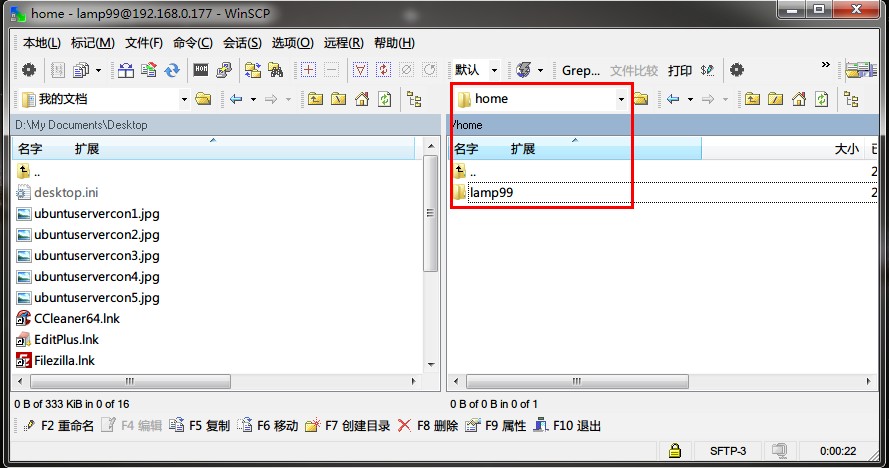 home - lamp99@192.168.0.177 - WinSCP
本地(L) 标记(M) 文件(F) 命令(C) 会话(S) 选项(O) 远程(R) 帮助(H)
默认 Grep... 文件比较 打印 »
我的文档 home
D:\My Documents\Desktop /home
名字 扩展 名字 扩展 大小 已
.. .. 2
desktop.ini lamp99 2
ubuntuservercon1.jpg
ubuntuservercon2.jpg
ubuntuservercon3.jpg
ubuntuservercon4.jpg
ubuntuservercon5.jpg
CCleaner64.lnk
EditPlus.lnk
Filezilla.lnk
0 B of 333 KiB in 0 of 16 0 B of 0 B in 0 of 1
F2 重命名 F4 编辑 F5 复制 F6 移动 F7 创建目录 F8 删除 F9 属性 F10 退出
SFTP-3 0:00:22